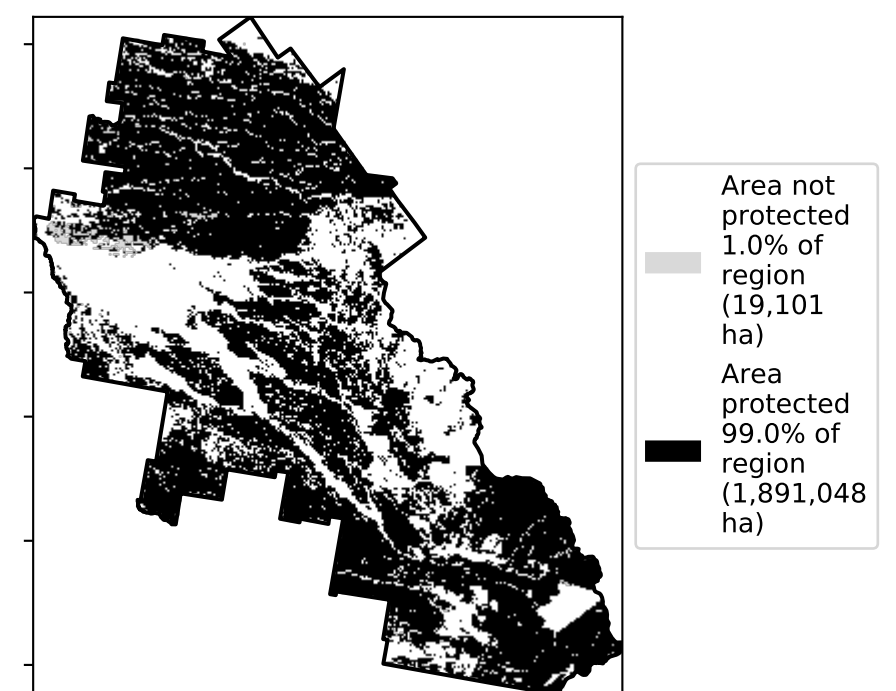 Area not
protected
1.0% of
region
(19,101
ha)
Area
protected
99.0% of
region
(1,891,048
ha)